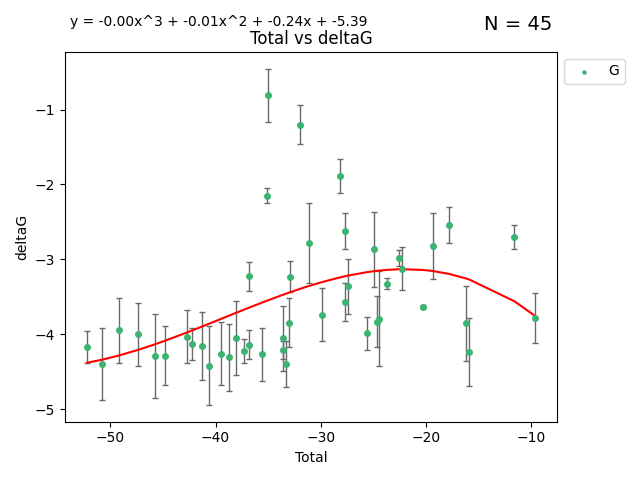 y = -0.00x^3 + -0.01x^2 + -0.24x + -5.39
N = 45
Total vs deltaG
G
deltaG
−1
−2
−3
−4
−5
−50
−40
−30
−20
−10
Total